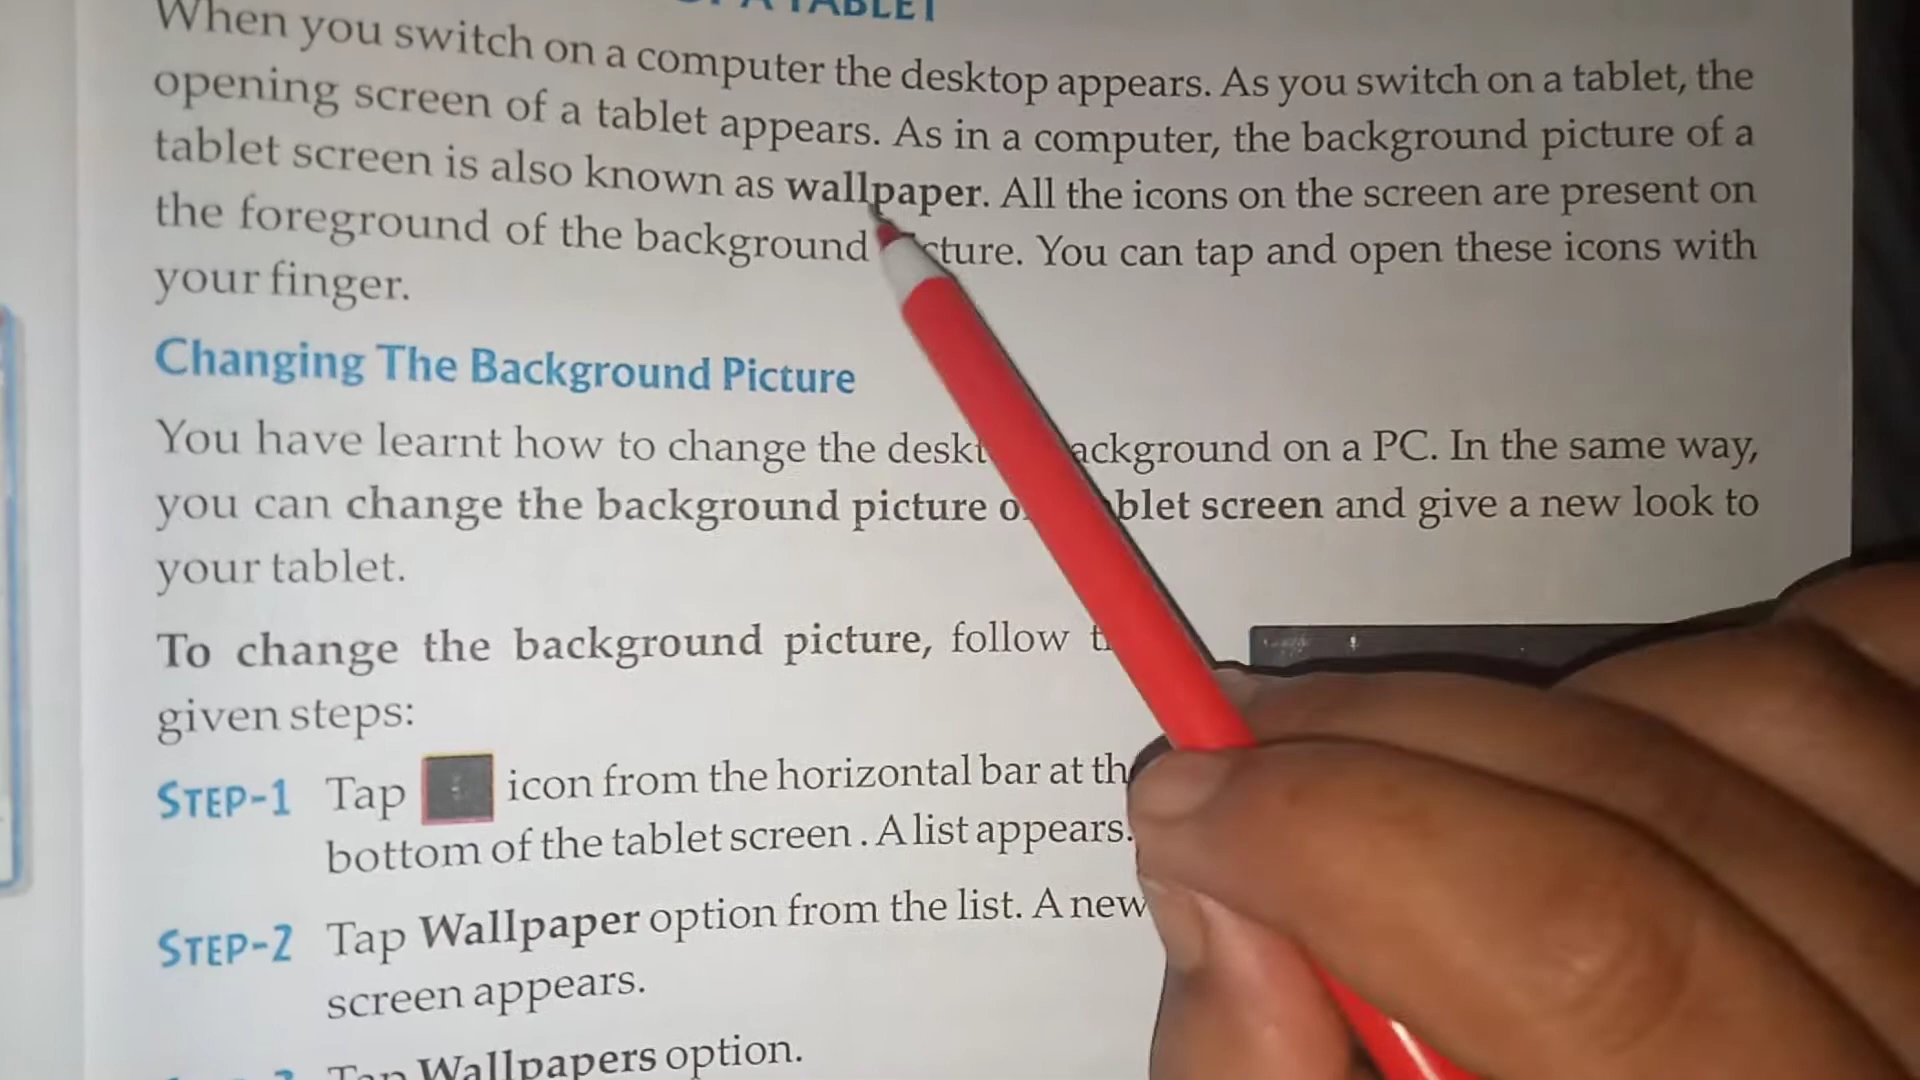 OF A TABLET
When you switch on a computer the desktop appears. As you switch on a tablet, the
opening screen of a tablet appears. As in a computer, the background picture of a
tablet screen is also known as wallpaper. All the icons on the screen are present on
the foreground of the background cture. You can tap and open these icons with
your finger.
Changing The Background Picture
You have learnt how to change the deskt ackground on a PC. In the same way,
you can change the background picture o blet screen and give a new look to
your tablet.
To change the background picture, follow t
given steps:
STEP-1 Tap icon from the horizontal bar at th
bottom of the tablet screen . A list appears.
STEP-2 Tap Wallpaper option from the list. A new
screen appears.
Tap Wallpapers option.